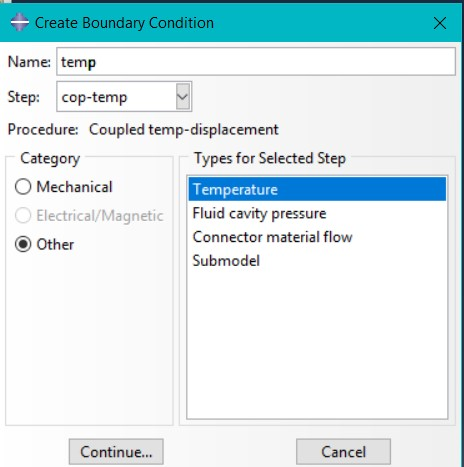 Create Boundary Condition
Name: temp
Step: cop-temp
Procedure: Coupled temp-displacement
Category
Mechanical
Electrical/Magnetic
Other
Types for Selected Step
Temperature
Fluid cavity pressure
Connector material flow
Submodel
Continue... Cancel